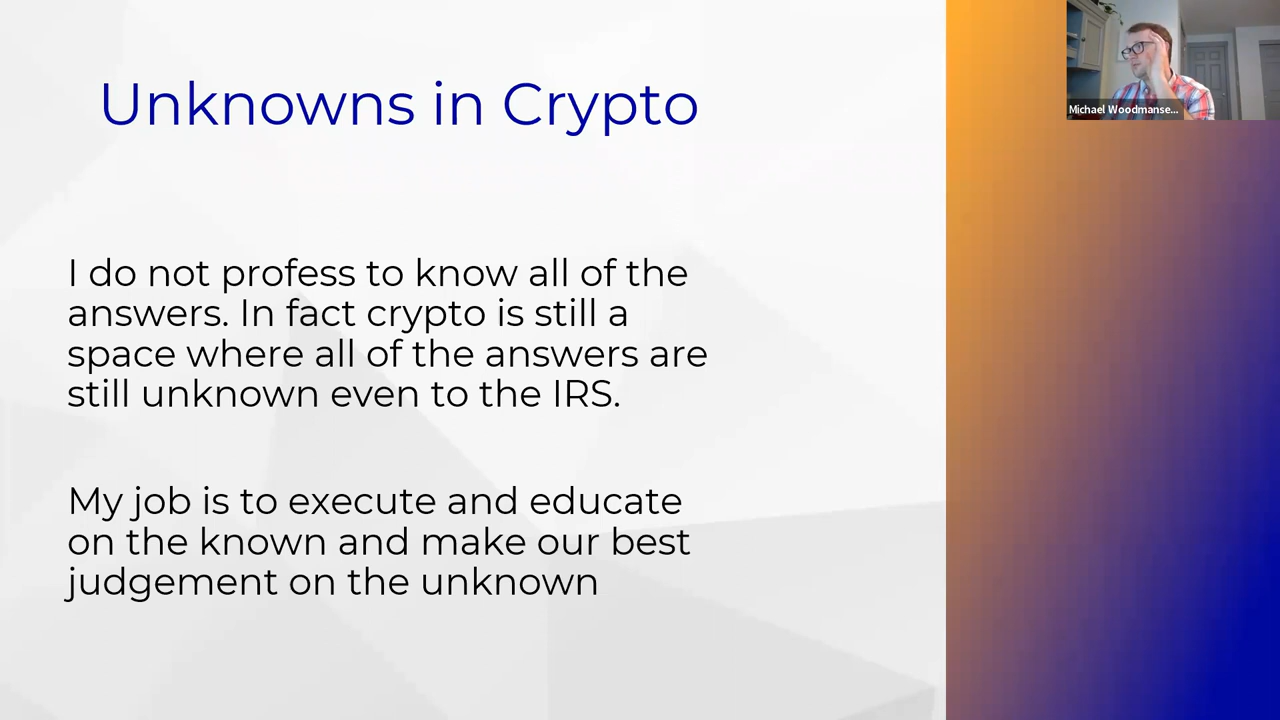 Unknowns in Crypto
I do not profess to know all of the
answers. In fact crypto is still a
space where all of the answers are
still unknown even to the IRS.
My job is to execute and educate
on the known and make our best
judgement on the unknown
Michael Woodmanse...